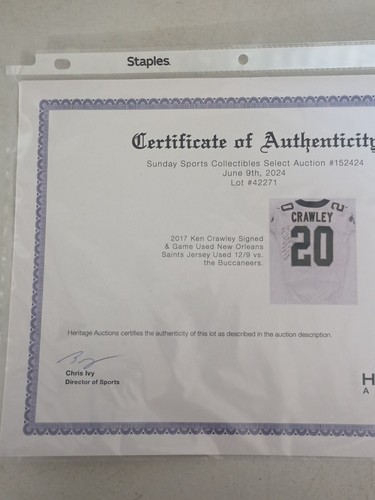 Staples.
Certificate of Authenticity
Sunday Sports Collectibles Select Auction #152424
June 9th, 2024
Lot #42271
CRAWLEY
20
2017 Ken Crawley Signed
& Game Used New Orleans
Saints Jersey Used 12/9 vs.
the Buccaneers.
Heritage Auctions certifies the authenticity of this lot as described in the auction description.
Chris Ivy
Director of Sports
H
A